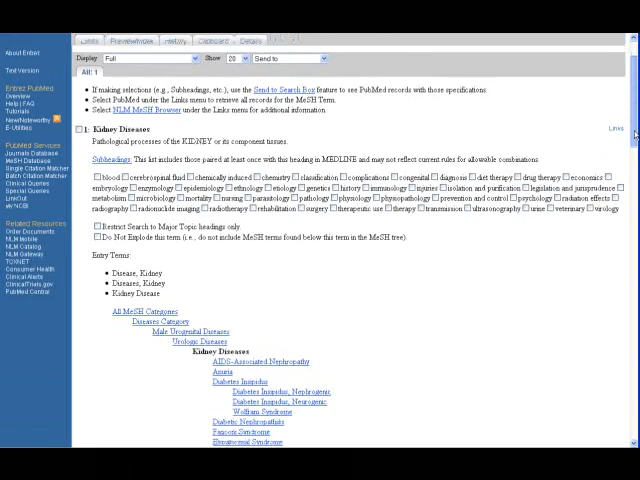 Limits Preview/Index History Clipboard Details
About Entrez
Display Full Show 20 Send to
Text Version
All: 1
Entrez PubMed
Overview
Help | FAQ
Tutorials
New/Noteworthy
E-Utilities
PubMed Services
Journals Database
MeSH Database
Single Citation Matcher
Batch Citation Matcher
Clinical Queries
Special Queries
LinkOut
My NCBI
Related Resources
Order Documents
NLM Mobile
NLM Catalog
NLM Gateway
TOXNET
Consumer Health
Clinical Alerts
ClinicalTrials.gov
PubMed Central
If making selections (e.g., Subheadings, etc.), use the Send to Search Box feature to see PubMed records with those specifications.
Select PubMed under the Links menu to retrieve all records for the MeSH Term.
Select NLM MeSH Browser under the Links menu for additional information.
1: Kidney Diseases Links
Pathological processes of the KIDNEY or its component tissues.
Subheadings: This list includes those paired at least once with this heading in MEDLINE and may not reflect current rules for allowable combinations.
blood cerebrospinal fluid chemically induced chemistry classification complications congenital diagnosis diet therapy drug therapy economics
embryology enzymology epidemiology ethnology etiology genetics history immunology injuries isolation and purification legislation and jurisprudence
metabolism microbiology mortality nursing parasitology pathology physiology physiopathology prevention and control psychology radiation effects
radiography radionuclide imaging radiotherapy rehabilitation surgery therapeutic use therapy transmission ultrasonography urine veterinary virology
Restrict Search to Major Topic headings only.
Do Not Explode this term (i.e., do not include MeSH terms found below this term in the MeSH tree).
Entry Terms:
Disease, Kidney
Diseases, Kidney
Kidney Disease
All MeSH Categories
Diseases Category
Male Urogenital Diseases
Urologic Diseases
Kidney Diseases
AIDS-Associated Nephropathy
Anuria
Diabetes Insipidus
Diabetes Insipidus, Nephrogenic
Diabetes Insipidus, Neurogenic
Wolfram Syndrome
Diabetic Nephropathies
Fanconi Syndrome
Hepatorenal Syndrome